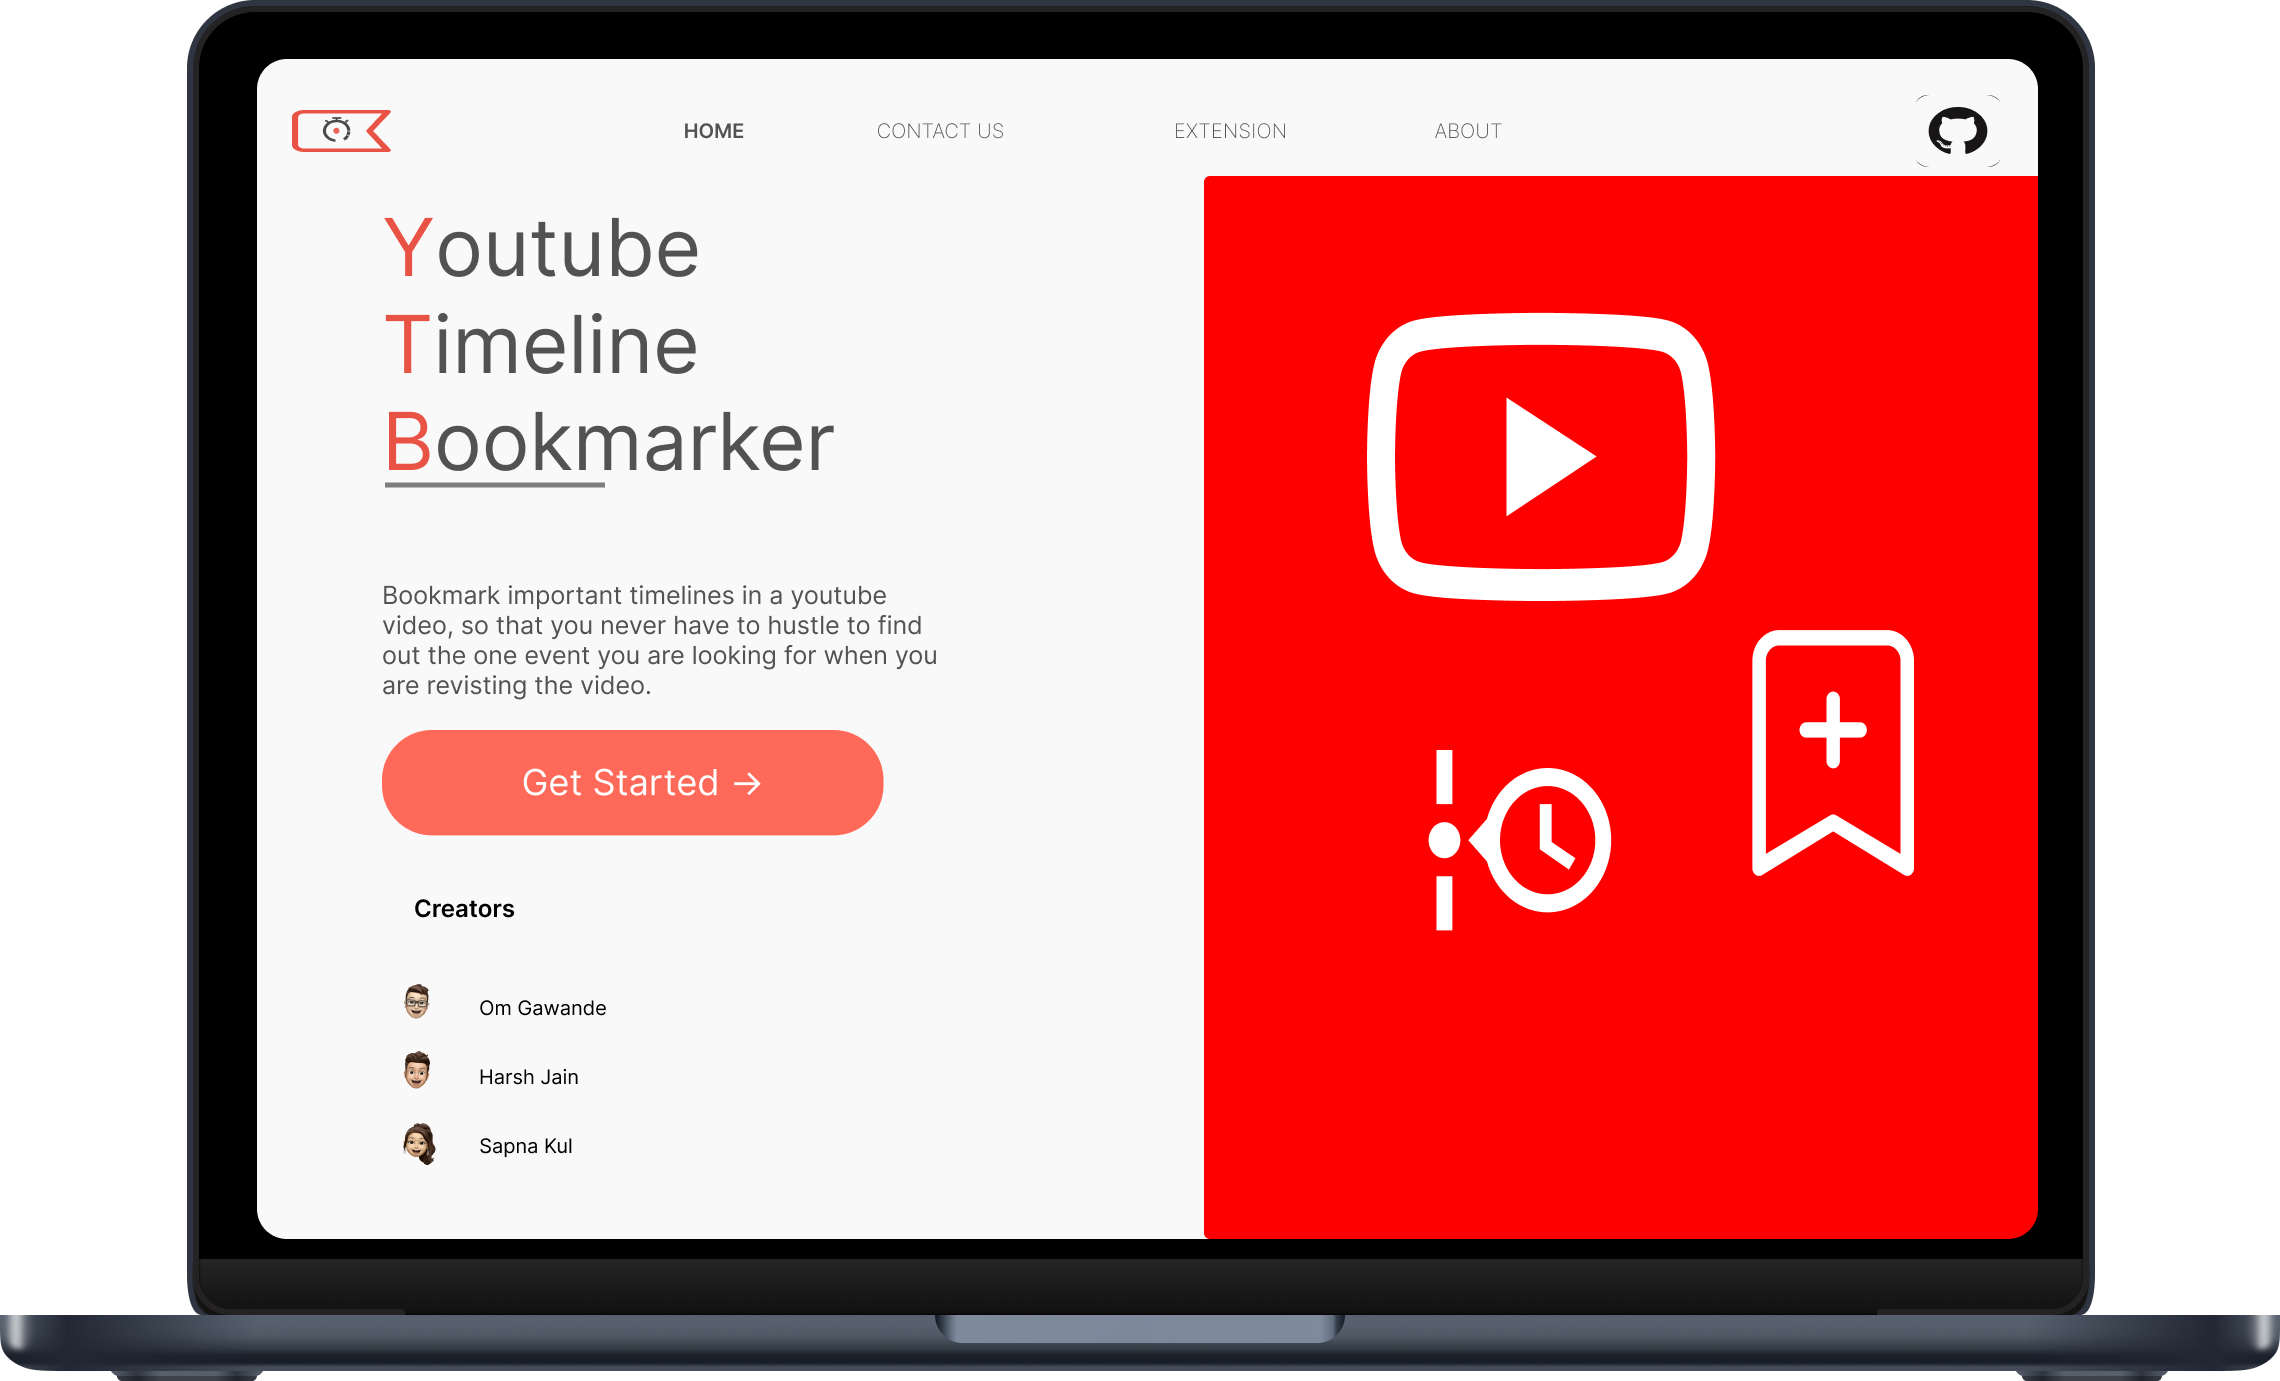 HOME
CONTACT US
EXTENSION
ABOUT
Youtube
Timeline
Bookmarker
Bookmark important timelines in a youtube
video, so that you never have to hustle to find
out the one event you are looking for when you
are revisting the video.
Get Started →
Creators
Om Gawande
Harsh Jain
Sapna Kul